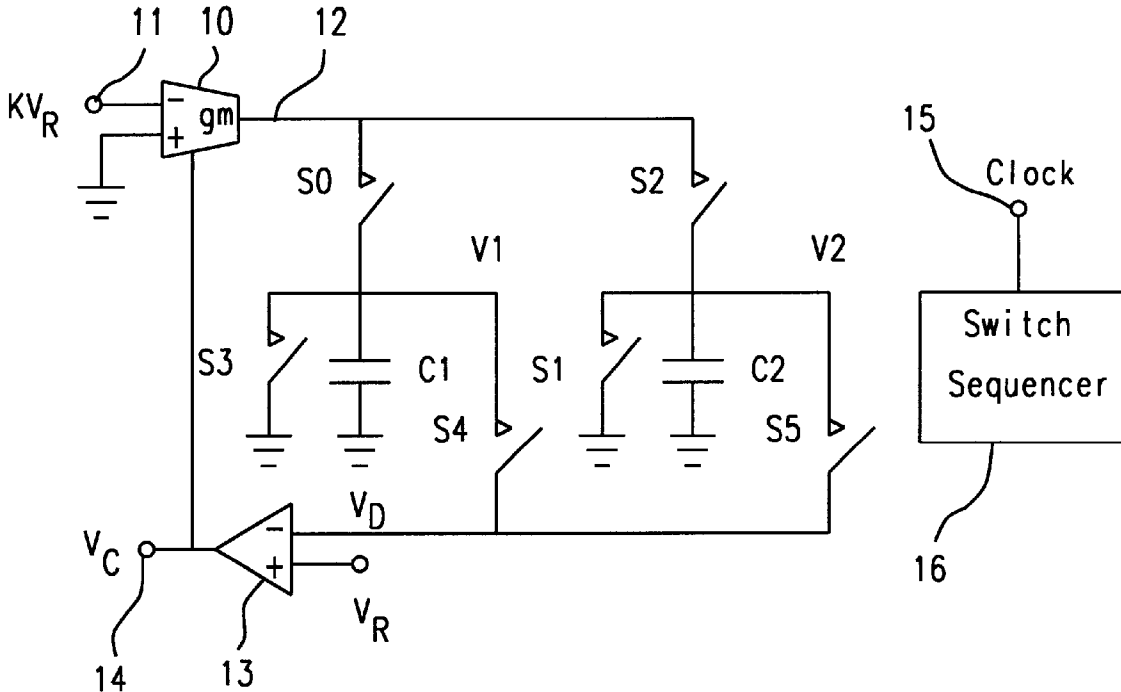 11
10
12
KV_R
-
gm
+
15
S0
S2
Clock
V1
V2
Switch
Sequencer
S3
C1
S1
C2
S4
S5
V_D
-
V_C
+
V_R
16
14
13